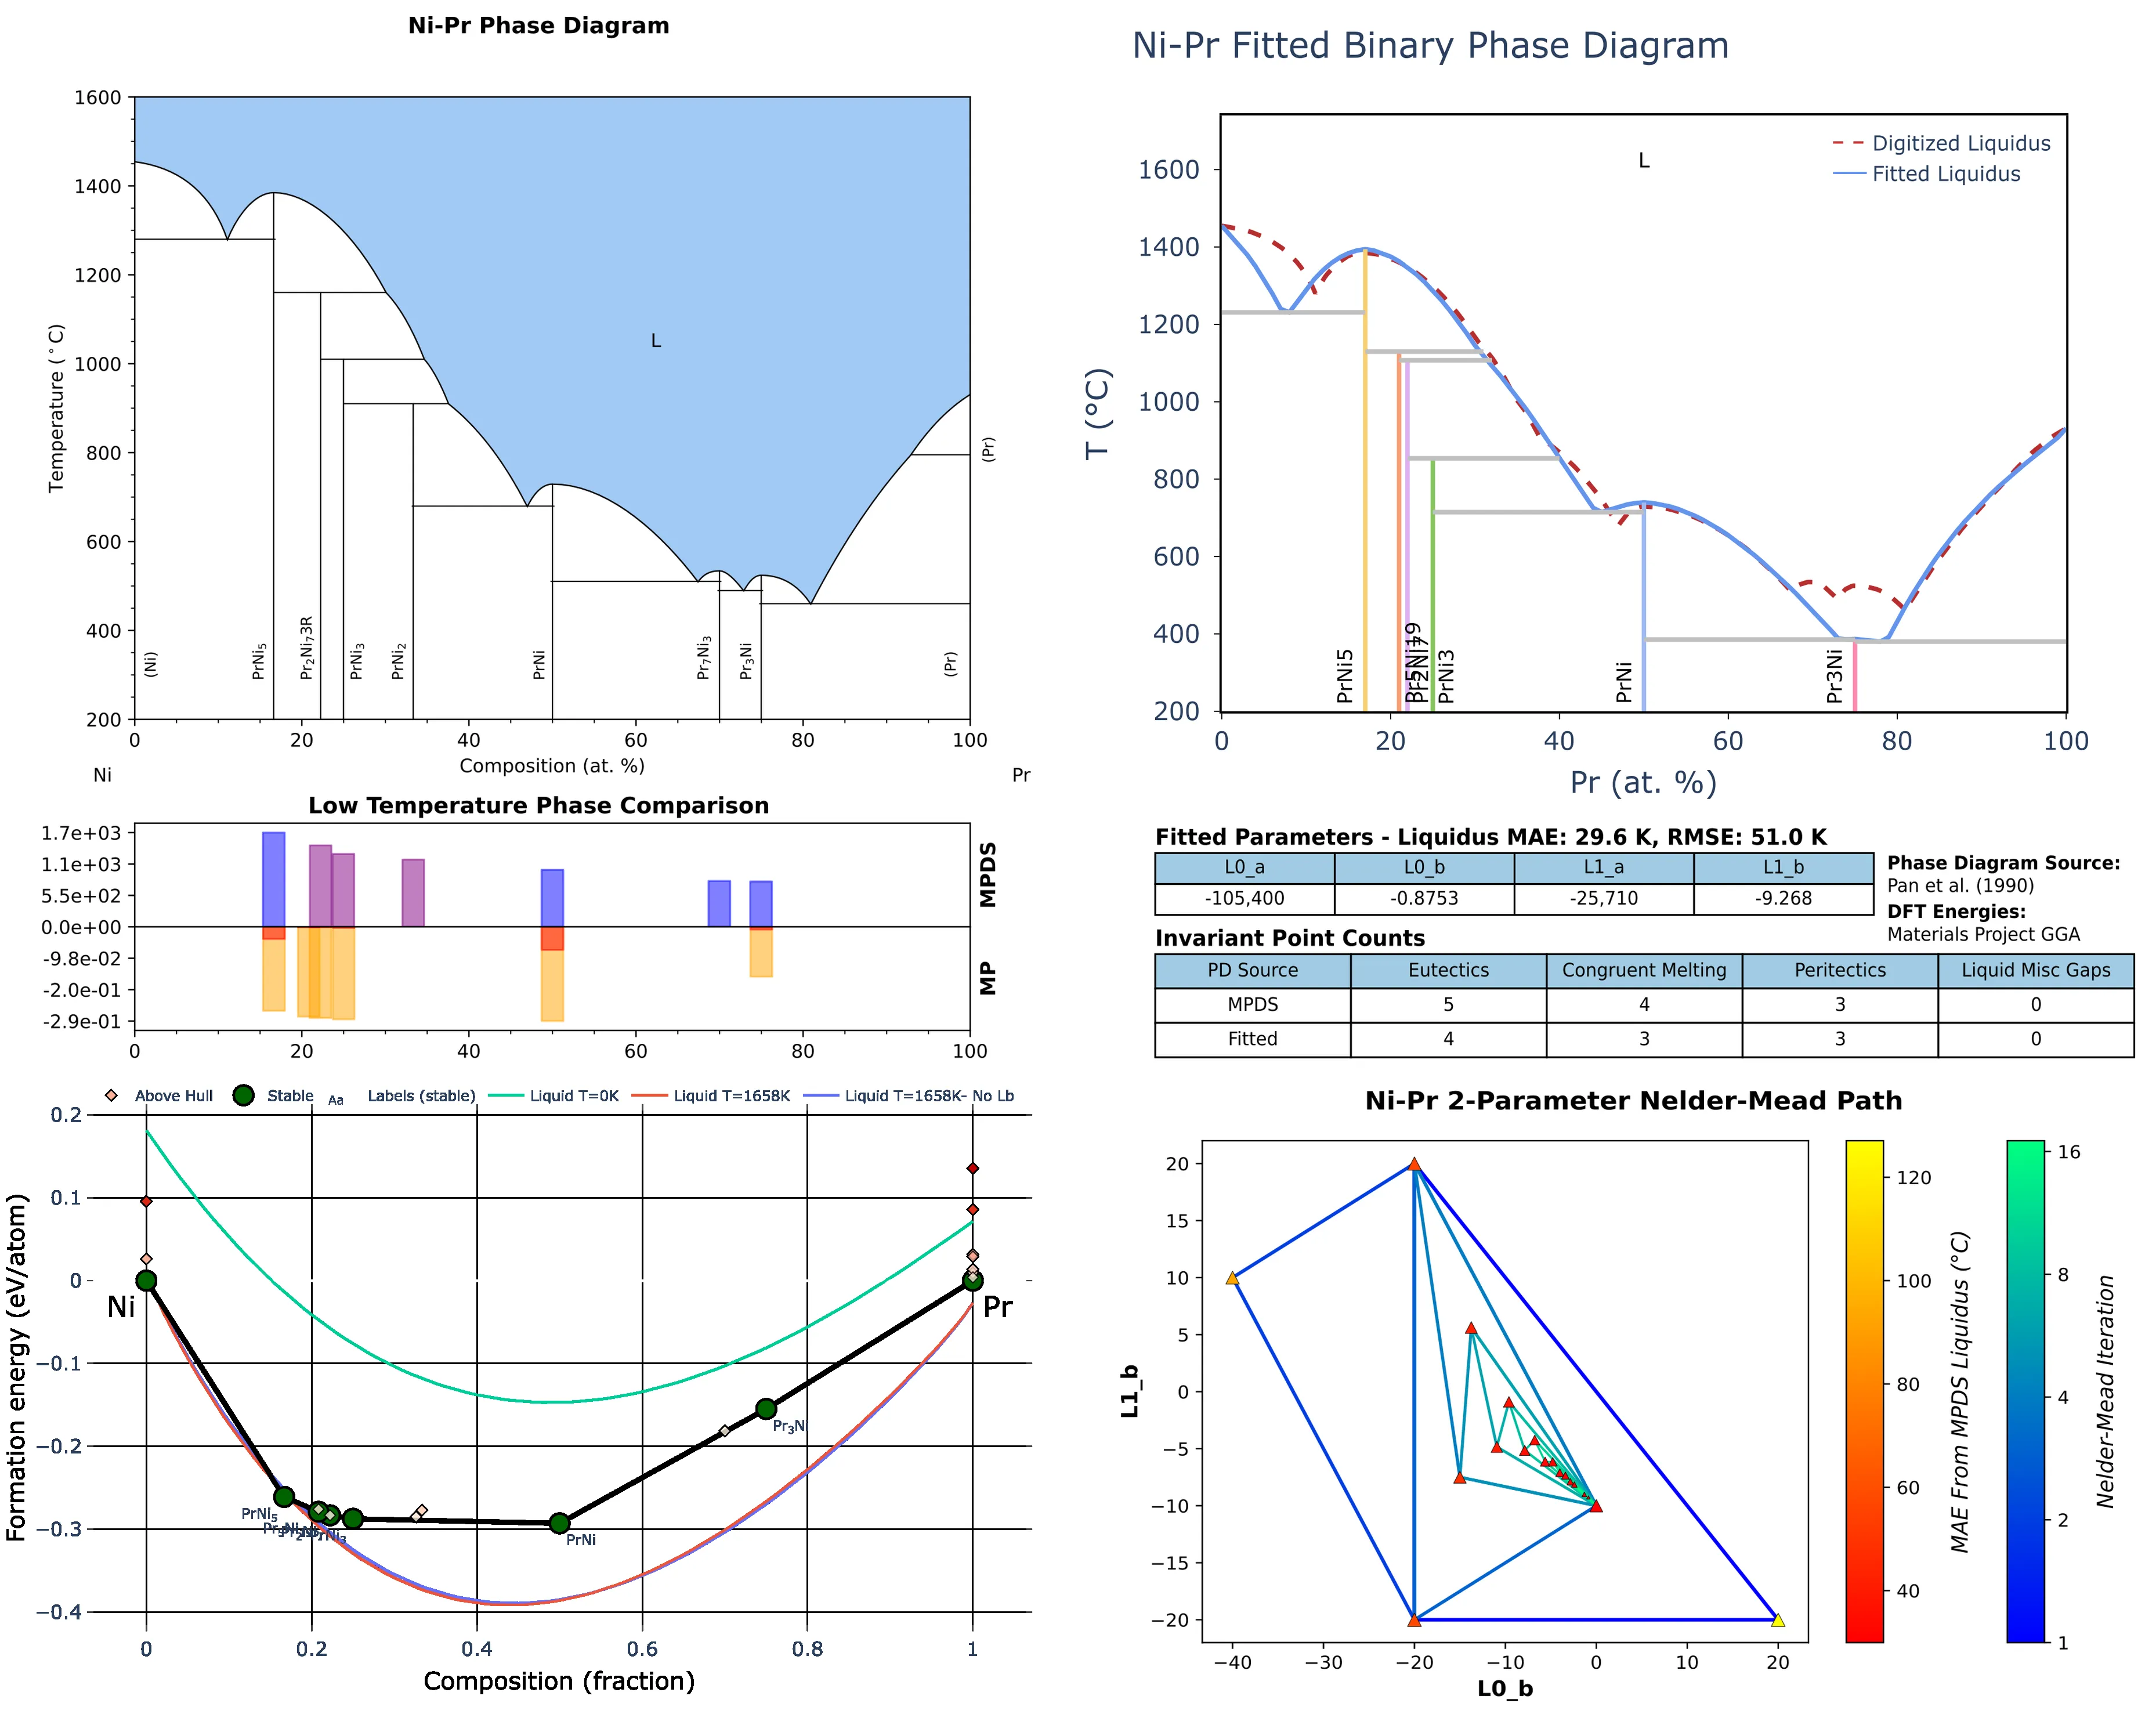 Ni-Pr Phase Diagram
1600
1400
1200
1000
800
600
400
200
Temperature (°C)
L
(Ni)
PrNi5
Pr2Ni73R
PrNi3
PrNi2
PrNi
Pr7Ni3
Pr3Ni
(Pr)
(Pr)
0 20 40 60 80 100
Composition (at. %)
Ni Pr
Ni-Pr Fitted Binary Phase Diagram
L
Digitized Liquidus
Fitted Liquidus
1600
1400
1200
1000
800
600
400
200
T (°C)
PrNi5
Pr5Ni19
Pr2Ni7
PrNi3
PrNi
Pr3Ni
0 20 40 60 80 100
Pr (at. %)
Low Temperature Phase Comparison
1.7e+03
1.1e+03
5.5e+02
0.0e+00
-9.8e-02
-2.0e-01
-2.9e-01
MPDS
MP
0 20 40 60 80 100
Fitted Parameters - Liquidus MAE: 29.6 K, RMSE: 51.0 K
L0_a L0_b L1_a L1_b
-105,400 -0.8753 -25,710 -9.268
Phase Diagram Source:
Pan et al. (1990)
DFT Energies:
Materials Project GGA
Invariant Point Counts
PD Source Eutectics Congruent Melting Peritectics Liquid Misc Gaps
MPDS 5 4 3 0
Fitted 4 3 3 0
Above Hull Stable Aa Labels (stable) Liquid T=0K Liquid T=1658K Liquid T=1658K- No Lb
0.2
0.1
0
−0.1
−0.2
−0.3
−0.4
Formation energy (eV/atom)
Ni
Pr
PrNi5
PrNi
Pr3Ni
0 0.2 0.4 0.6 0.8 1
Composition (fraction)
Ni-Pr 2-Parameter Nelder-Mead Path
20
15
10
5
0
−5
−10
−15
−20
L1_b
−40 −30 −20 −10 0 10 20
L0_b
120
100
80
60
40
MAE From MPDS Liquidus (°C)
16
8
4
2
1
Nelder-Mead Iteration